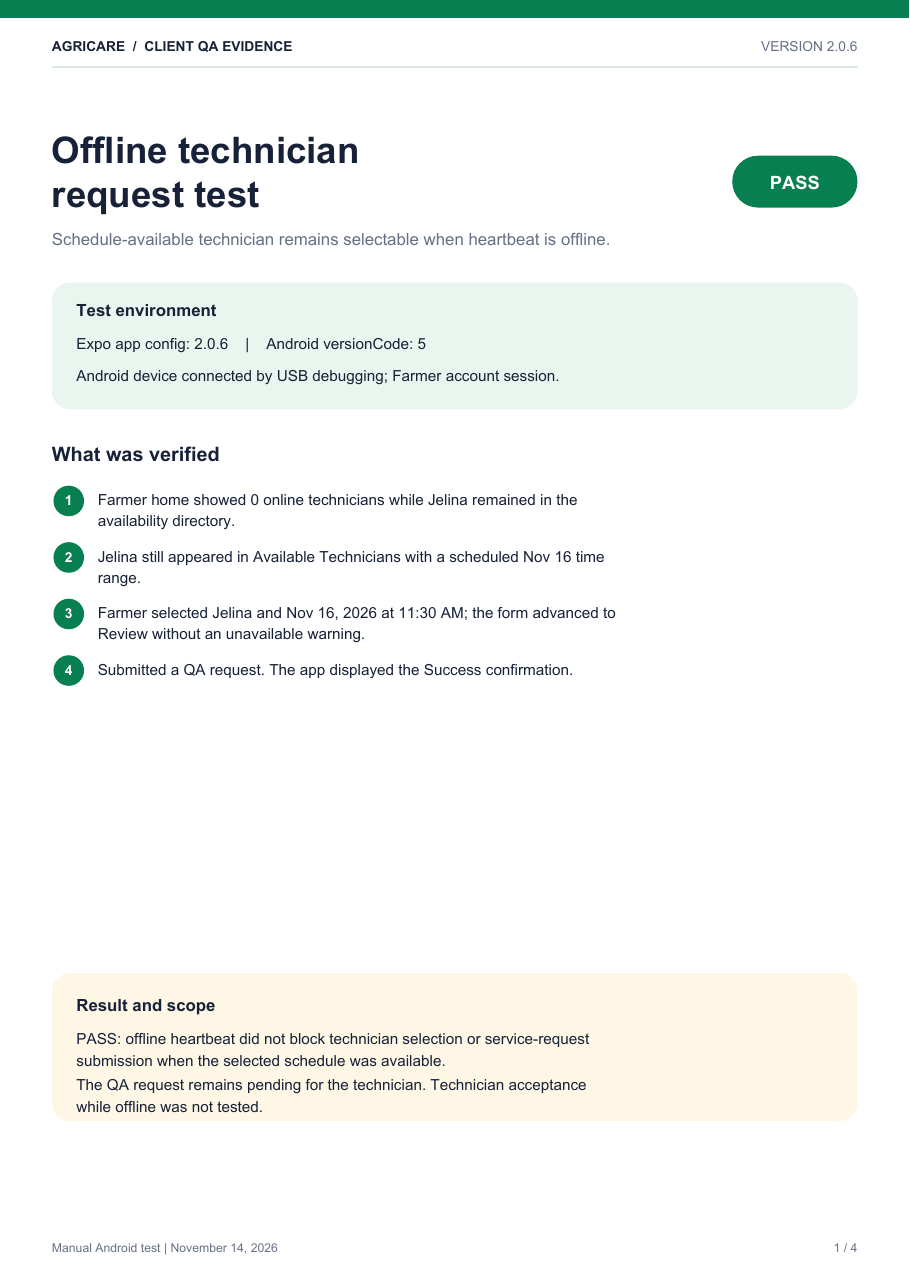 AGRICARE / CLIENT QA EVIDENCE
VERSION 2.0.6
Offline technician
request test
PASS
Schedule-available technician remains selectable when heartbeat is offline.
Test environment
Expo app config: 2.0.6 | Android versionCode: 5
Android device connected by USB debugging; Farmer account session.
What was verified
1 Farmer home showed 0 online technicians while Jelina remained in the
availability directory.
2 Jelina still appeared in Available Technicians with a scheduled Nov 16 time
range.
3 Farmer selected Jelina and Nov 16, 2026 at 11:30 AM; the form advanced to
Review without an unavailable warning.
4 Submitted a QA request. The app displayed the Success confirmation.
Result and scope
PASS: offline heartbeat did not block technician selection or service-request
submission when the selected schedule was available.
The QA request remains pending for the technician. Technician acceptance
while offline was not tested.
Manual Android test | November 14, 2026
1 / 4